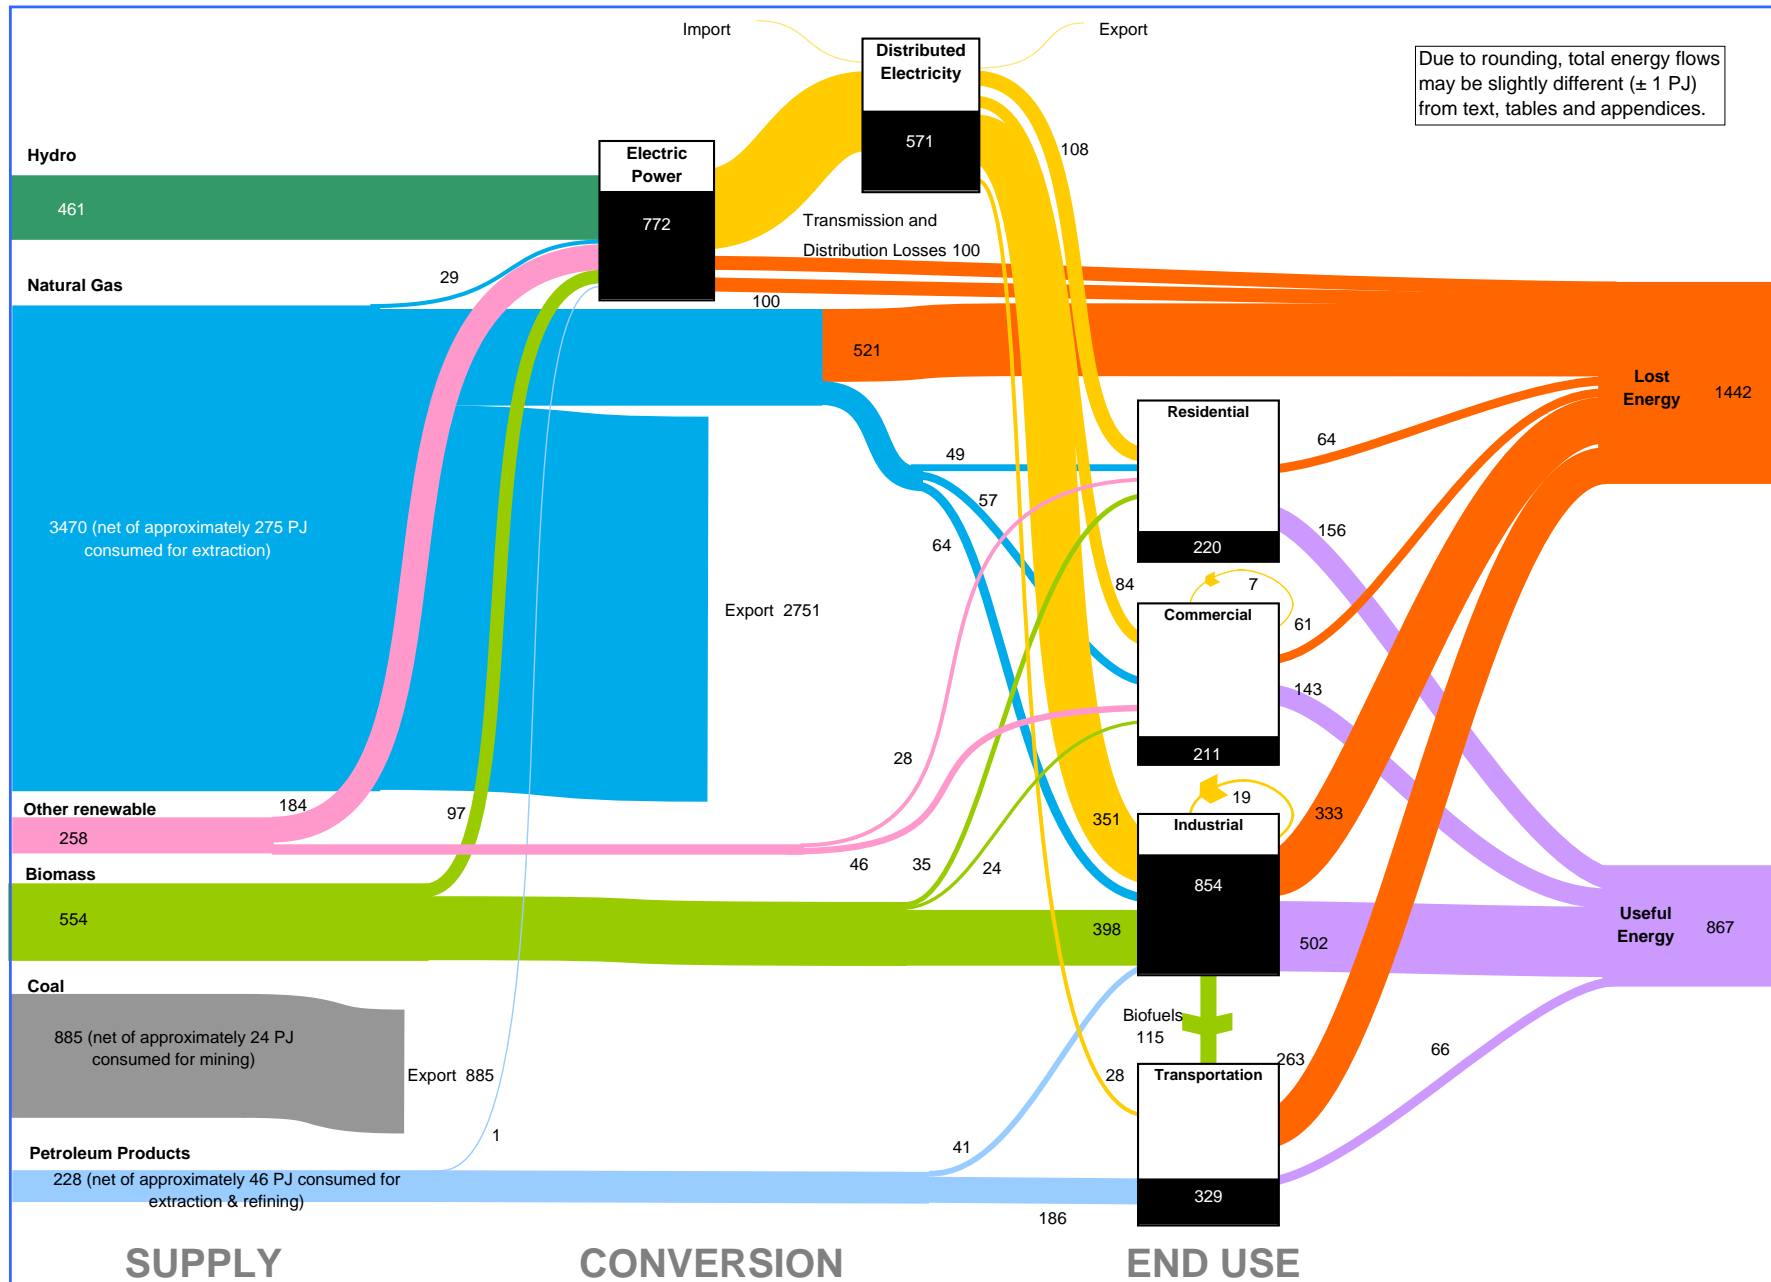 Import
Export
Distributed
Electricity
571
Due to rounding, total energy flows
may be slightly different (± 1 PJ)
from text, tables and appendices.
Hydro
461
Electric
Power
772
108
Transmission and
Distribution Losses 100
Natural Gas
29
100
521
Lost
Energy
1442
Residential
220
64
49
57
64
156
3470 (net of approximately 275 PJ
consumed for extraction)
Export 2751
84
7
Commercial
211
61
143
28
Other renewable
258
184
97
46
35
24
351
19
Industrial
854
333
Biomass
554
398
502
Useful
Energy
867
Coal
885 (net of approximately 24 PJ
consumed for mining)
Export 885
Biofuels
115
263
66
28
Transportation
329
1
41
Petroleum Products
228 (net of approximately 46 PJ consumed for
extraction & refining)
186
SUPPLY
CONVERSION
END USE